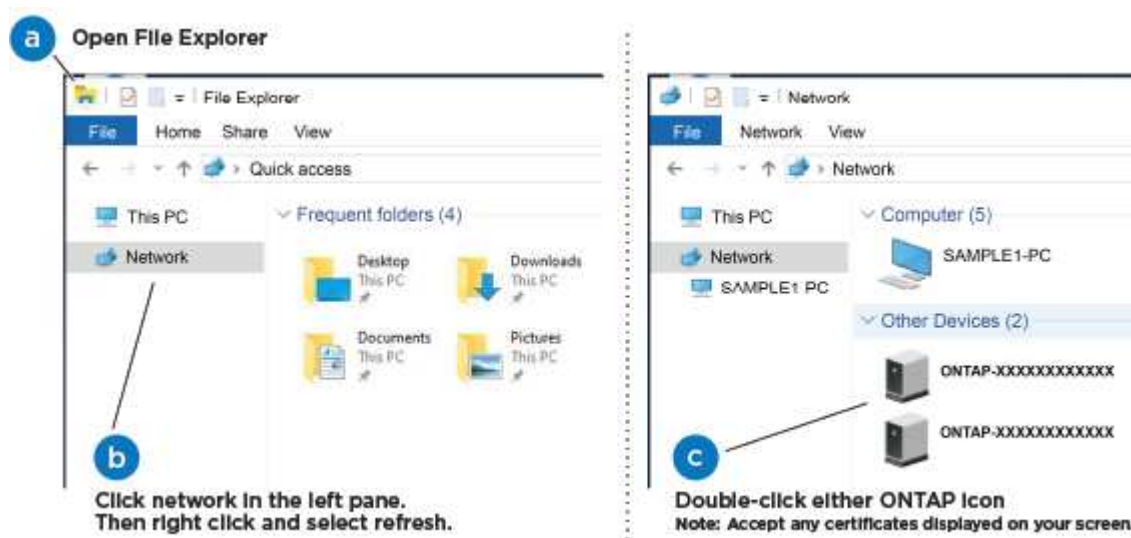 a
Open File Explorer
File Explorer
File Home Share View
Quick access
This PC
Network
Frequent folders (4)
Desktop
This PC
Downloads
This PC
Documents
This PC
Pictures
This PC
b
Click network in the left pane.
Then right click and select refresh.
Network
File Network View
Network
This PC
Network
SAMPLE1 PC
Computer (5)
SAMPLE1-PC
Other Devices (2)
ONTAP-XXXXXXXXXXXX
ONTAP-XXXXXXXXXXXX
c
Double-click either ONTAP icon
Note: Accept any certificates displayed on your screen